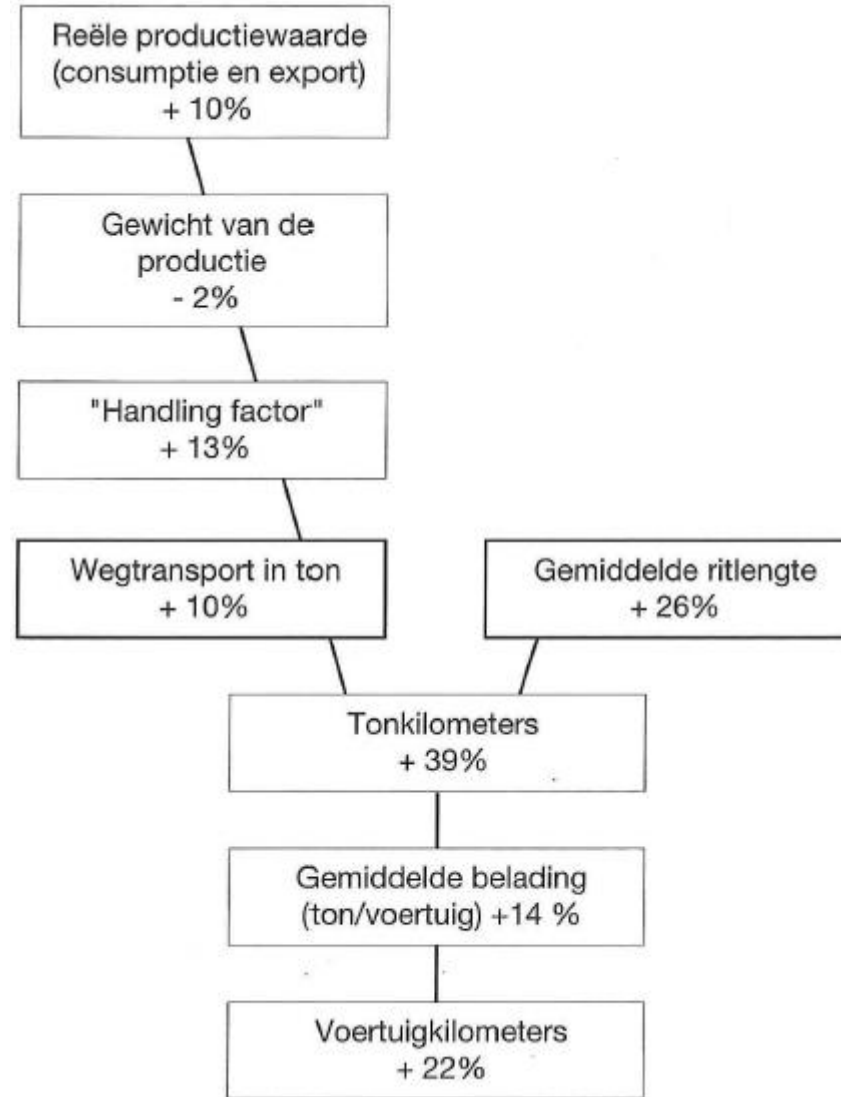 Reële productiewaarde
(consumptie en export)
+ 10%
Gewicht van de
productie
- 2%
"Handling factor"
+ 13%
Wegtransport in ton
+ 10%
Gemiddelde ritlengte
+ 26%
Tonkilometers
+ 39%
Gemiddelde belading
(ton/voertuig) +14 %
Voertuigkilometers
+ 22%